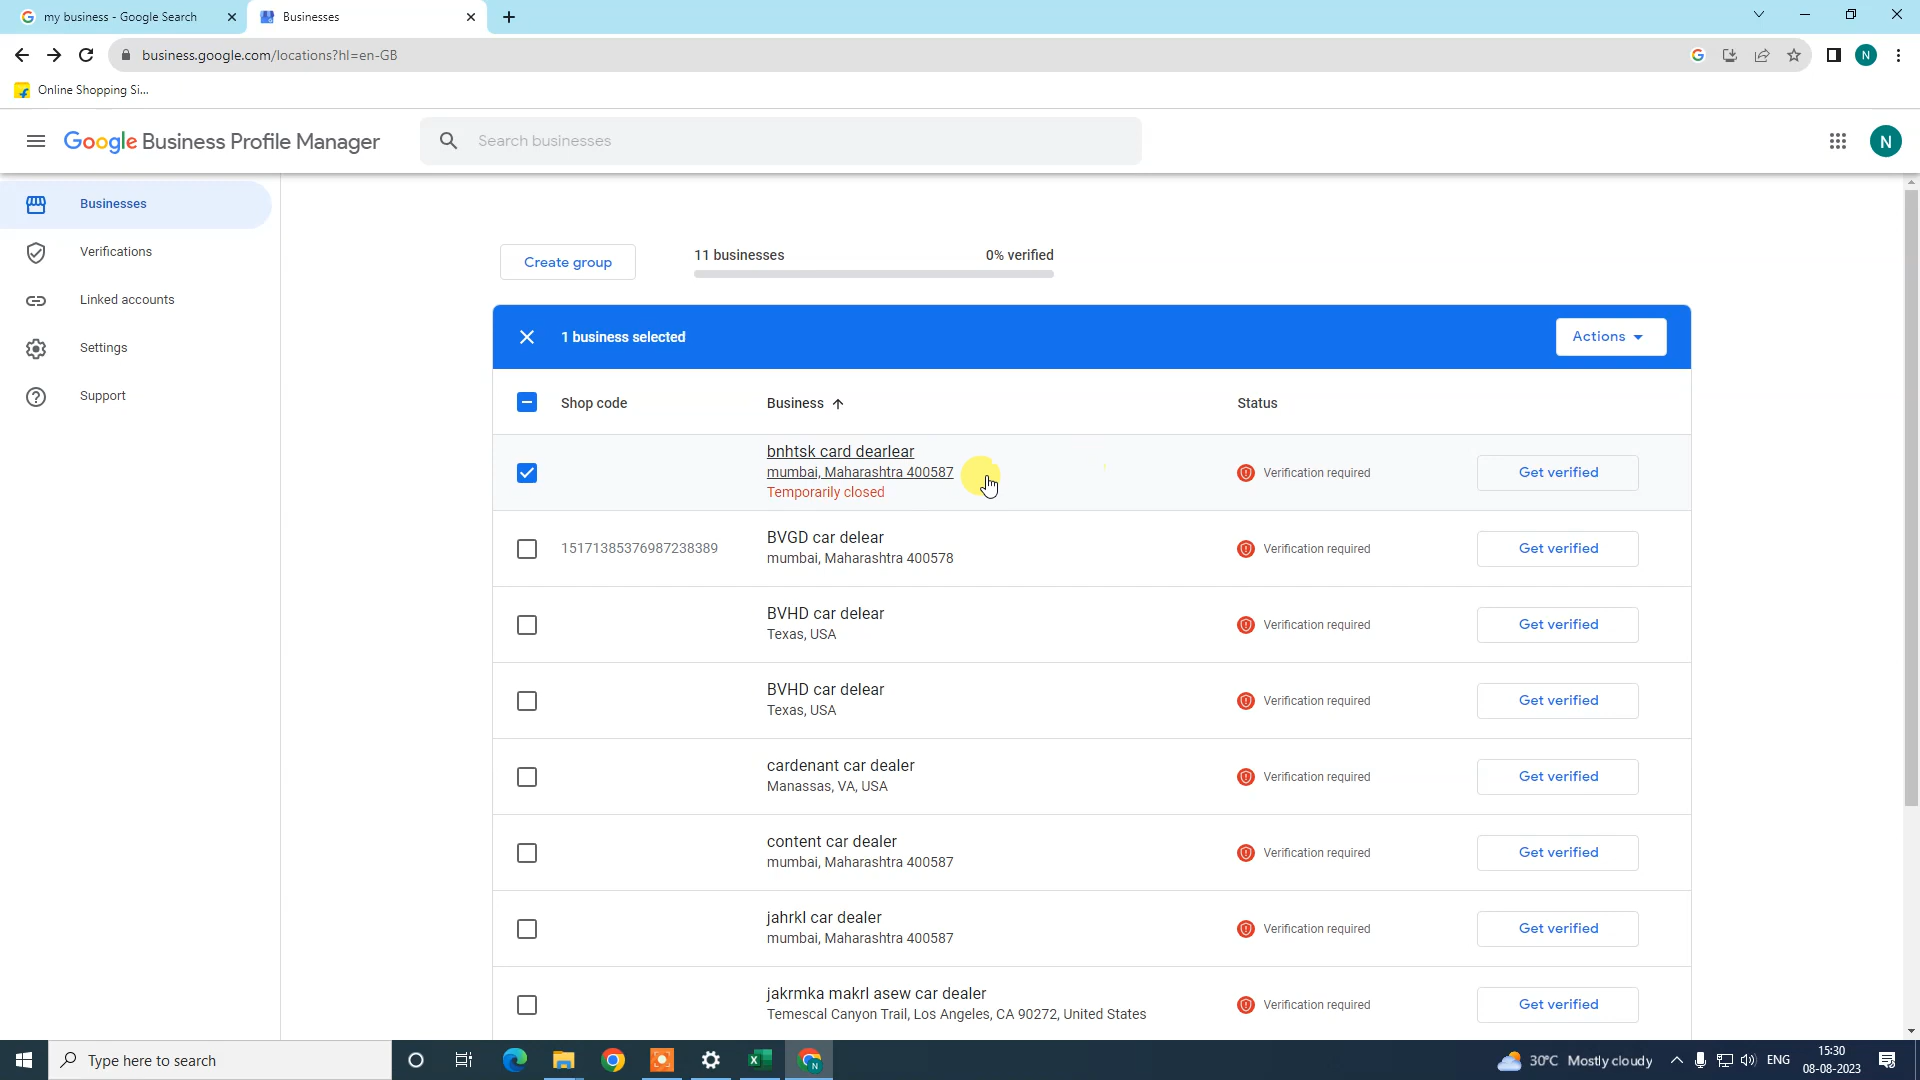 my business - Google Search
Businesses
business.google.com/locations?hl=en-GB
N
Online Shopping Si...
Google Business Profile Manager
Search businesses
N
Businesses
Verifications
Linked accounts
Settings
Support
Create group
11 businesses
0% verified
1 business selected
Actions
Shop code
Business
Status
bnhtsk card dearlear
mumbai, Maharashtra 400587
Temporarily closed
Verification required
Get verified
15171385376987238389
BVGD car delear
mumbai, Maharashtra 400578
Verification required
Get verified
BVHD car delear
Texas, USA
Verification required
Get verified
BVHD car delear
Texas, USA
Verification required
Get verified
cardenant car dealer
Manassas, VA, USA
Verification required
Get verified
content car dealer
mumbai, Maharashtra 400587
Verification required
Get verified
jahrkl car dealer
mumbai, Maharashtra 400587
Verification required
Get verified
jakrmka makrl asew car dealer
Temescal Canyon Trail, Los Angeles, CA 90272, United States
Verification required
Get verified
Type here to search
30°C Mostly cloudy
ENG
15:30
08-08-2023